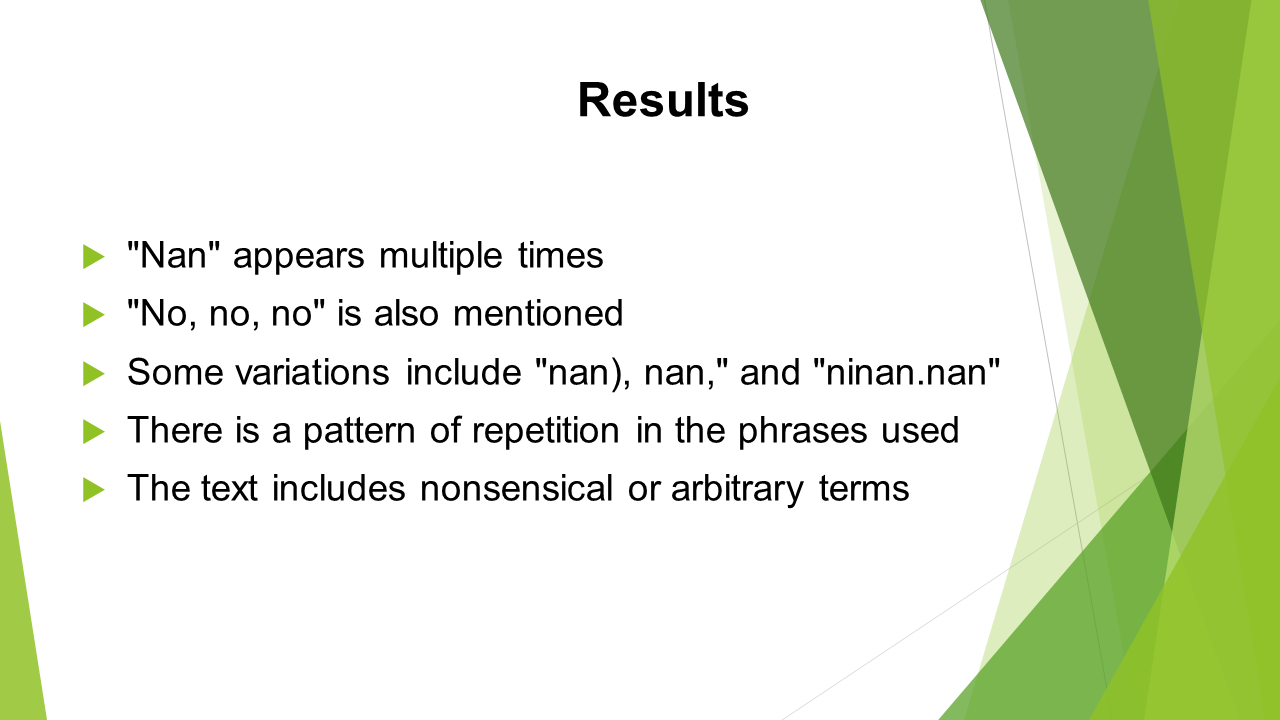 Results
"Nan" appears multiple times
"No, no, no" is also mentioned
Some variations include "nan), nan," and "ninan.nan"
There is a pattern of repetition in the phrases used
The text includes nonsensical or arbitrary terms